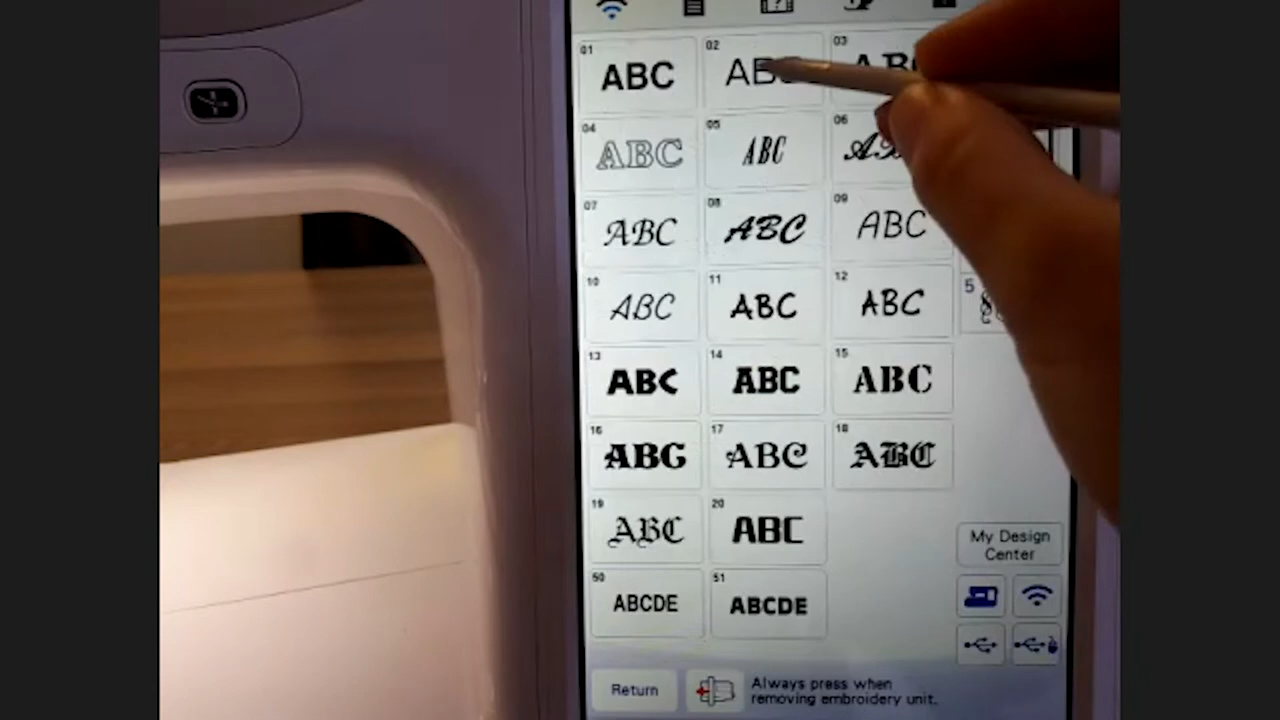 01 02 03
ABC
04 05 06
ABC ABC
07 08 09
ABC ABC ABC
10 11 12 5
ABC ABC ABC
13 14 15
ABC ABC ABC
16 17 18
ABC ABC ABC
19 20
ABC ABC
50 51
ABCDE ABCDE
My Design
Center
Return
Always press when
removing embroidery unit.